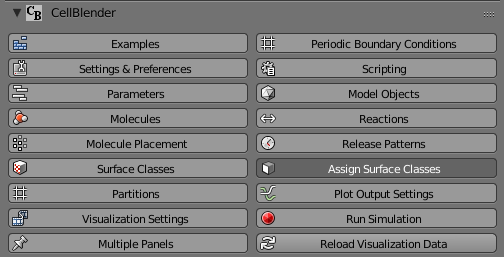 CB CellBlender
Examples Periodic Boundary Conditions
Settings & Preferences Scripting
Parameters Model Objects
Molecules Reactions
Molecule Placement Release Patterns
Surface Classes Assign Surface Classes
Partitions Plot Output Settings
Visualization Settings Run Simulation
Multiple Panels Reload Visualization Data